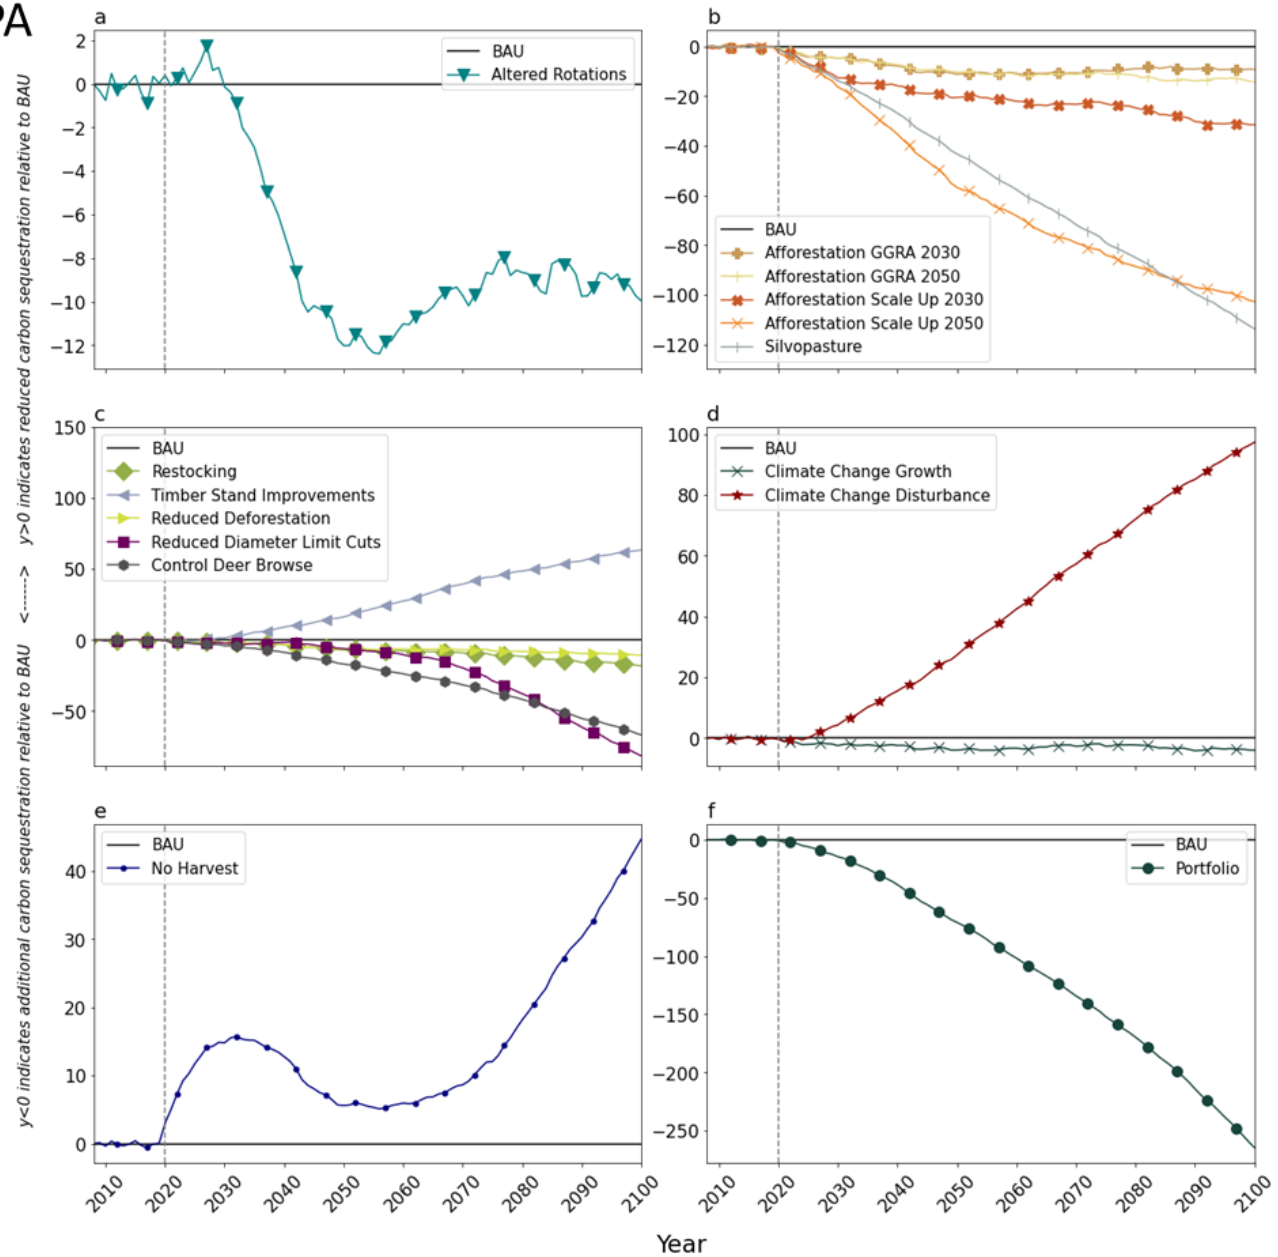 PA
y>0 indicates reduced carbon sequestration relative to BAU
<------>
y<0 indicates additional carbon sequestration relative to BAU
a
2
0
−2
−4
−6
−8
−10
−12
BAU
Altered Rotations
b
0
−20
−40
−60
−80
−100
−120
BAU
Afforestation GGRA 2030
Afforestation GGRA 2050
Afforestation Scale Up 2030
Afforestation Scale Up 2050
Silvopasture
c
150
100
50
0
−50
BAU
Restocking
Timber Stand Improvements
Reduced Deforestation
Reduced Diameter Limit Cuts
Control Deer Browse
d
100
80
60
40
20
0
BAU
Climate Change Growth
Climate Change Disturbance
e
40
30
20
10
0
BAU
No Harvest
2010 2020 2030 2040 2050 2060 2070 2080 2090 2100
f
0
−50
−100
−150
−200
−250
BAU
Portfolio
2010 2020 2030 2040 2050 2060 2070 2080 2090 2100
Year